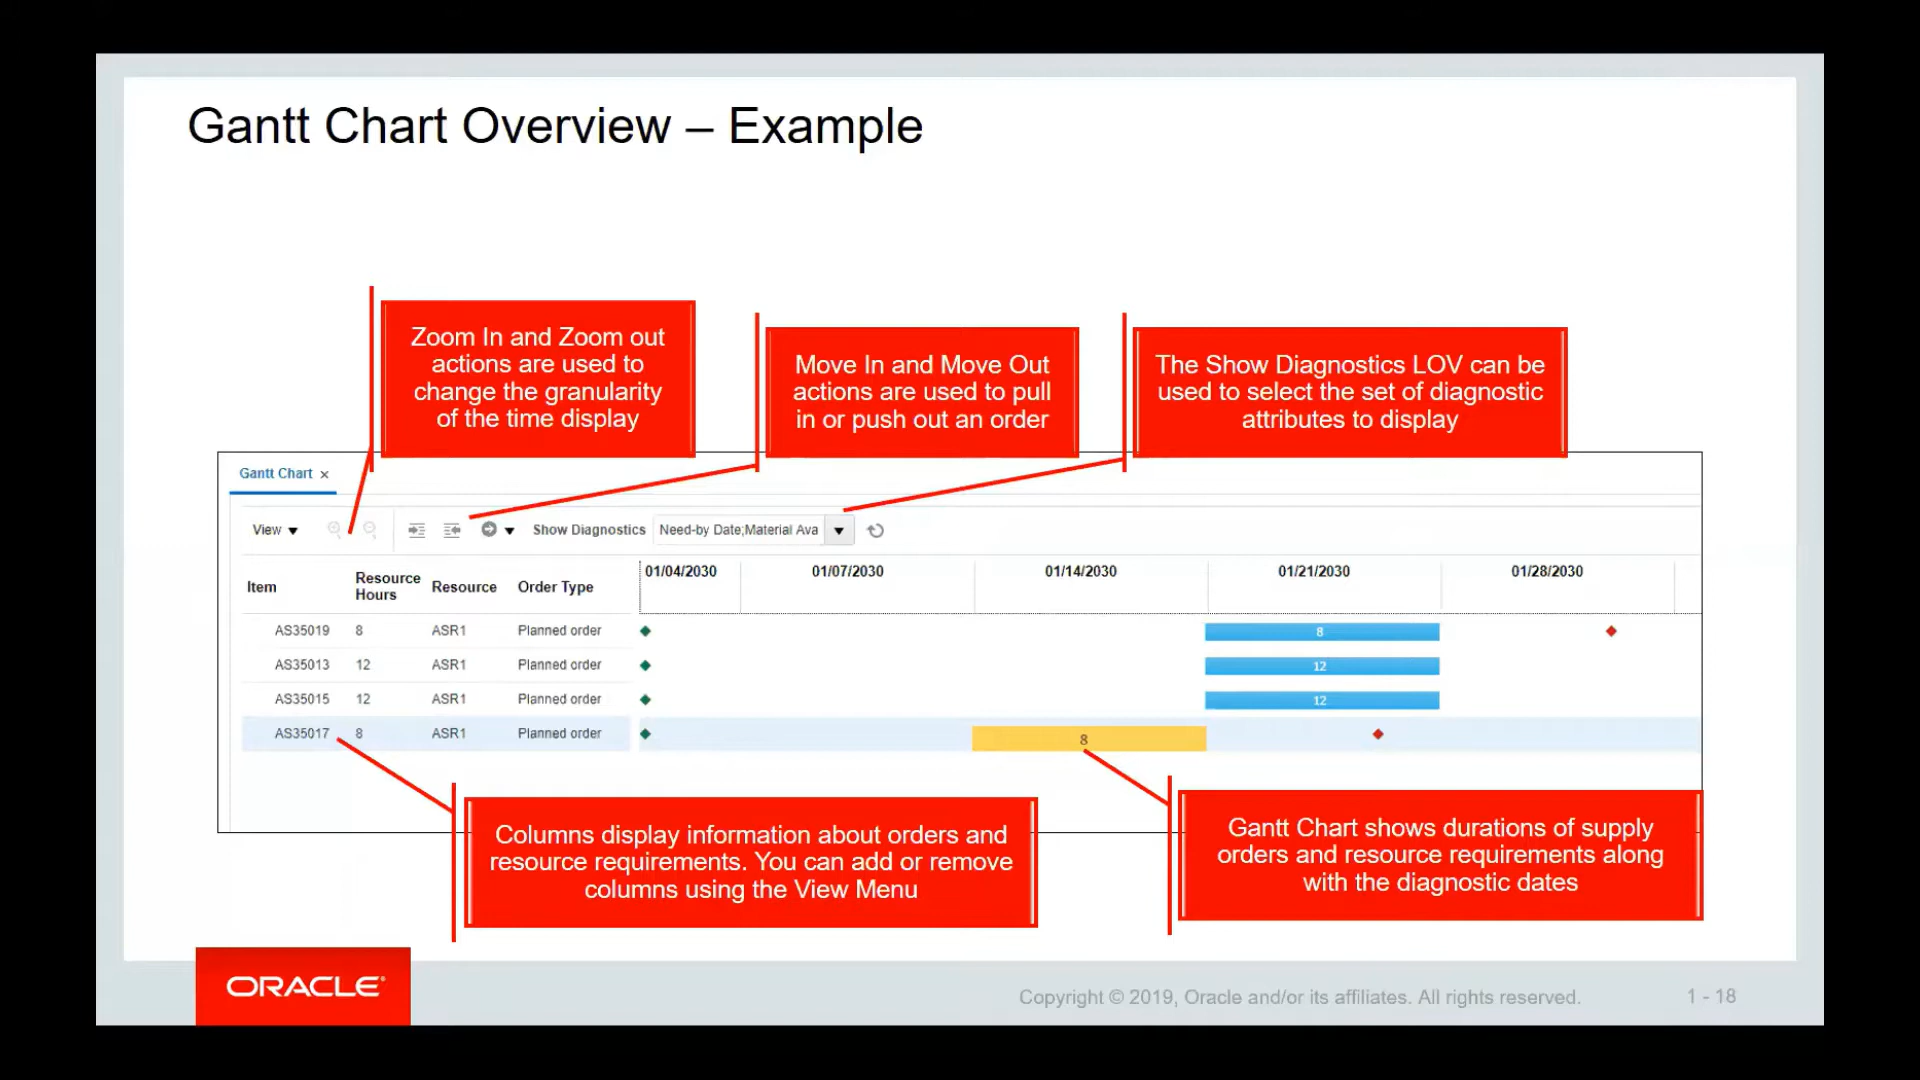 Gantt Chart Overview – Example
Zoom In and Zoom out
actions are used to
change the granularity
of the time display
Move In and Move Out
actions are used to pull
in or push out an order
The Show Diagnostics LOV can be
used to select the set of diagnostic
attributes to display
Gantt Chart ×
View
Show Diagnostics
Need-by Date;Material Ava
Item
Resource
Hours
Resource
Order Type
01/04/2030
01/07/2030
01/14/2030
01/21/2030
01/28/2030
AS35019 8 ASR1 Planned order 8
AS35013 12 ASR1 Planned order 12
AS35015 12 ASR1 Planned order 12
AS35017 8 ASR1 Planned order 8
Columns display information about orders and
resource requirements. You can add or remove
columns using the View Menu
Gantt Chart shows durations of supply
orders and resource requirements along
with the diagnostic dates
ORACLE®
Copyright © 2019, Oracle and/or its affiliates. All rights reserved.
1 - 18